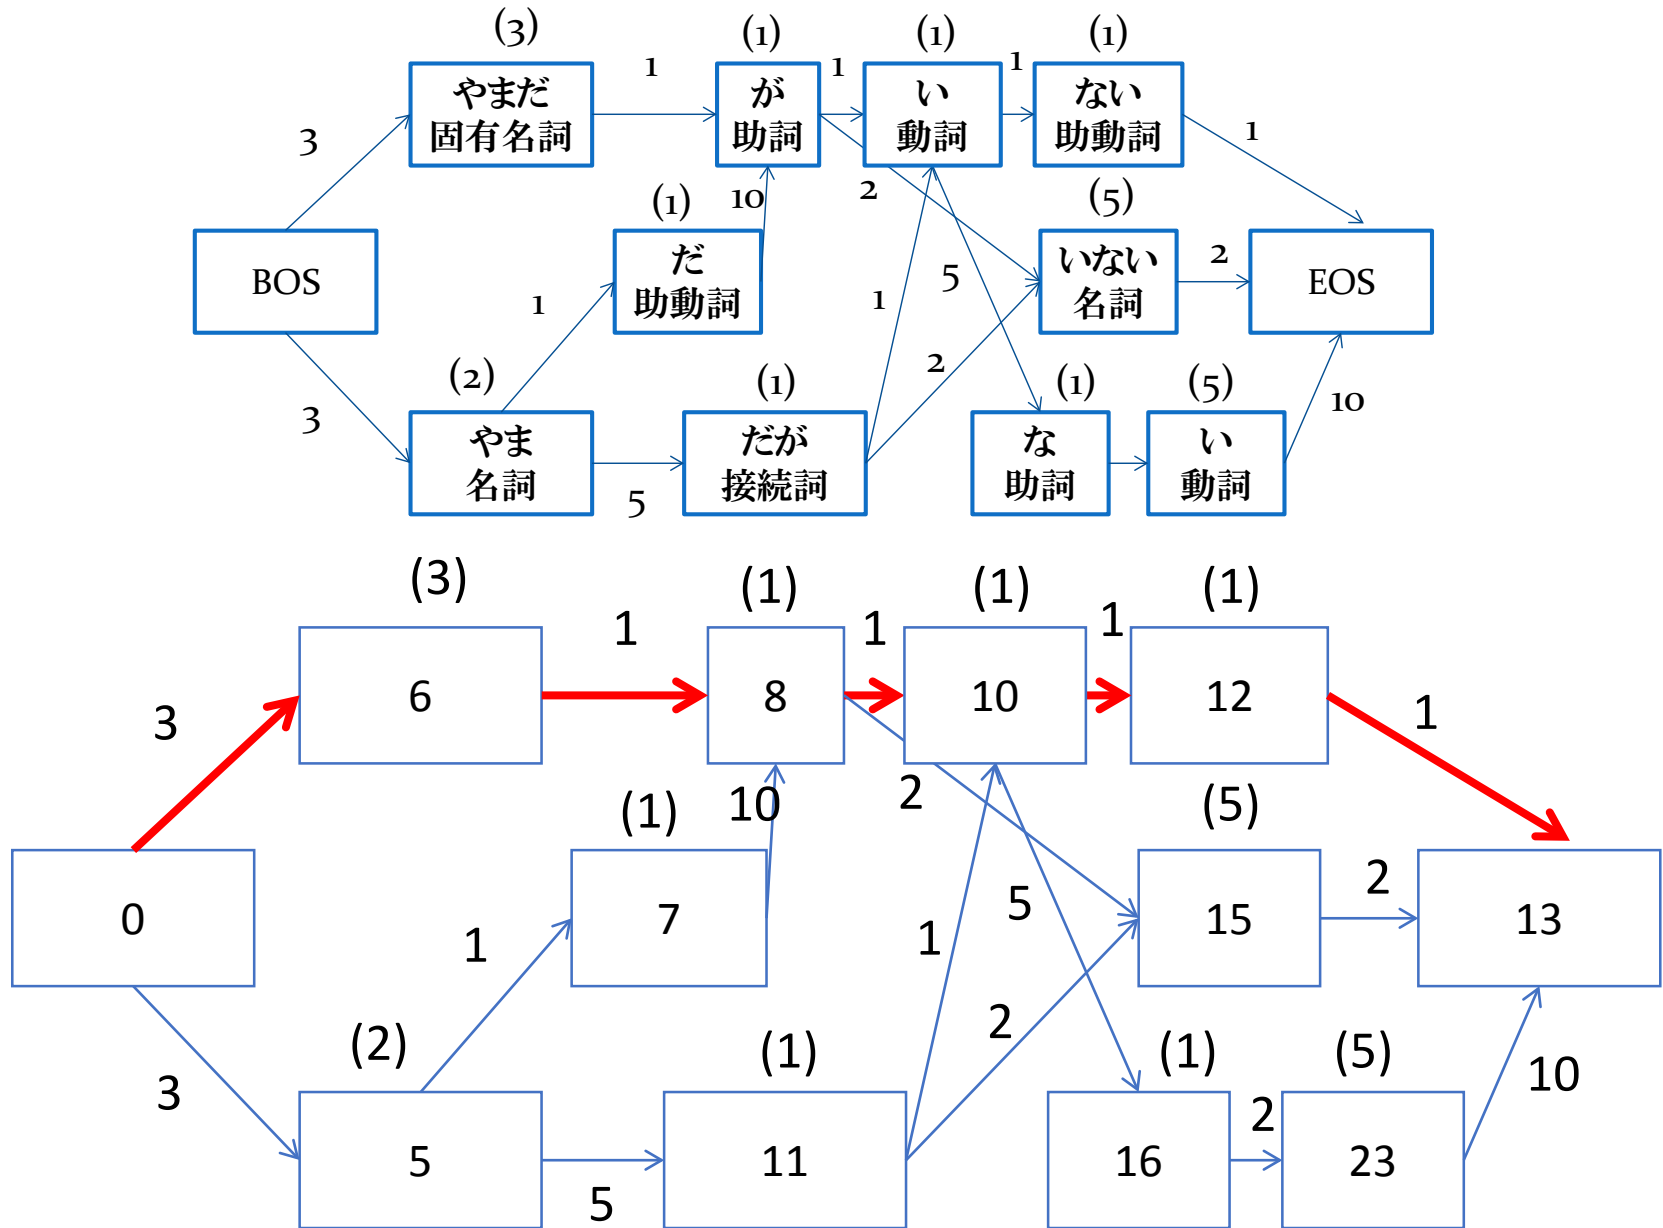 (3)
(1)
(1)
(1)
1
1
1
やまだ
固有名詞
が
助詞
い
動詞
ない
助動詞
3
1
2
10
(1)
(5)
BOS
だ
助動詞
いない
名詞
2
EOS
1
1
5
3
(2)
(1)
2
(1)
(5)
10
やま
名詞
だが
接続詞
な
助詞
い
動詞
5
(3)
(1)
(1)
(1)
1
1
1
6
8
10
12
3
1
2
10
(1)
(5)
0
7
15
2
13
1
1
5
3
(2)
(1)
2
(1)
(5)
10
5
11
16
2
23
5